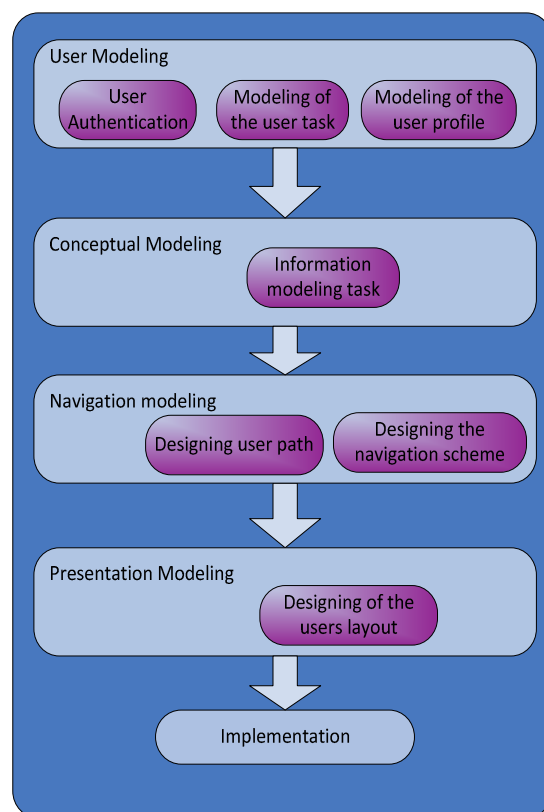 User Modeling
User
Authentication
Modeling of
the user task
Modeling of the
user profile
Conceptual Modeling
Information
modeling task
Navigation modeling
Designing user path
Designing the
navigation scheme
Presentation Modeling
Designing of the
users layout
Implementation